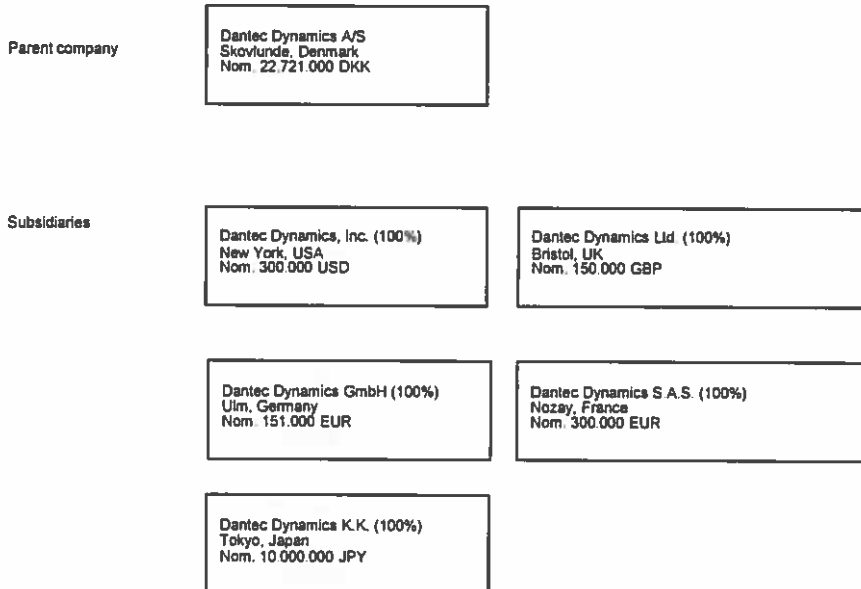 Parent company
Dantec Dynamics A/S
Skovlunde, Denmark
Nom. 22.721.000 DKK
Subsidiaries
Dantec Dynamics, Inc. (100%)
New York, USA
Nom. 300.000 USD
Dantec Dynamics Ltd. (100%)
Bristol, UK
Nom. 150.000 GBP
Dantec Dynamics GmbH (100%)
Ulm, Germany
Nom. 151.000 EUR
Dantec Dynamics S.A.S. (100%)
Nozay, France
Nom. 300.000 EUR
Dantec Dynamics K.K. (100%)
Tokyo, Japan
Nom. 10.000.000 JPY